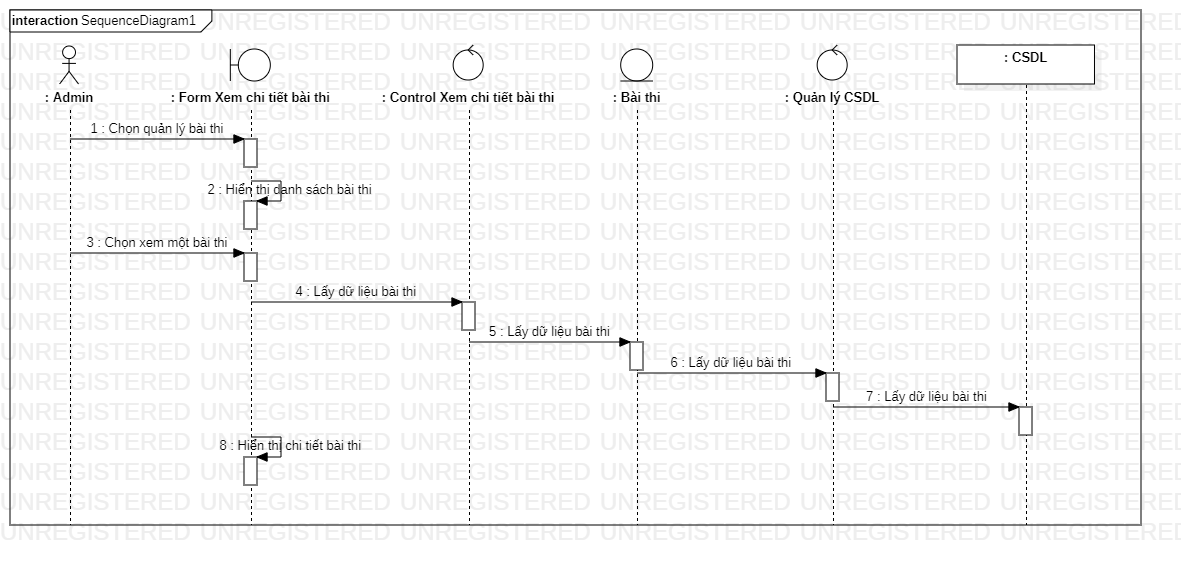 interaction SequenceDiagram1
: Admin
: Form Xem chi tiết bài thi
: Control Xem chi tiết bài thi
: Bài thi
: Quản lý CSDL
: CSDL
1 : Chọn quản lý bài thi
2 : Hiển thị danh sách bài thi
3 : Chọn xem một bài thi
4 : Lấy dữ liệu bài thi
5 : Lấy dữ liệu bài thi
6 : Lấy dữ liệu bài thi
7 : Lấy dữ liệu bài thi
8 : Hiển thị chi tiết bài thi
UNREGISTERED